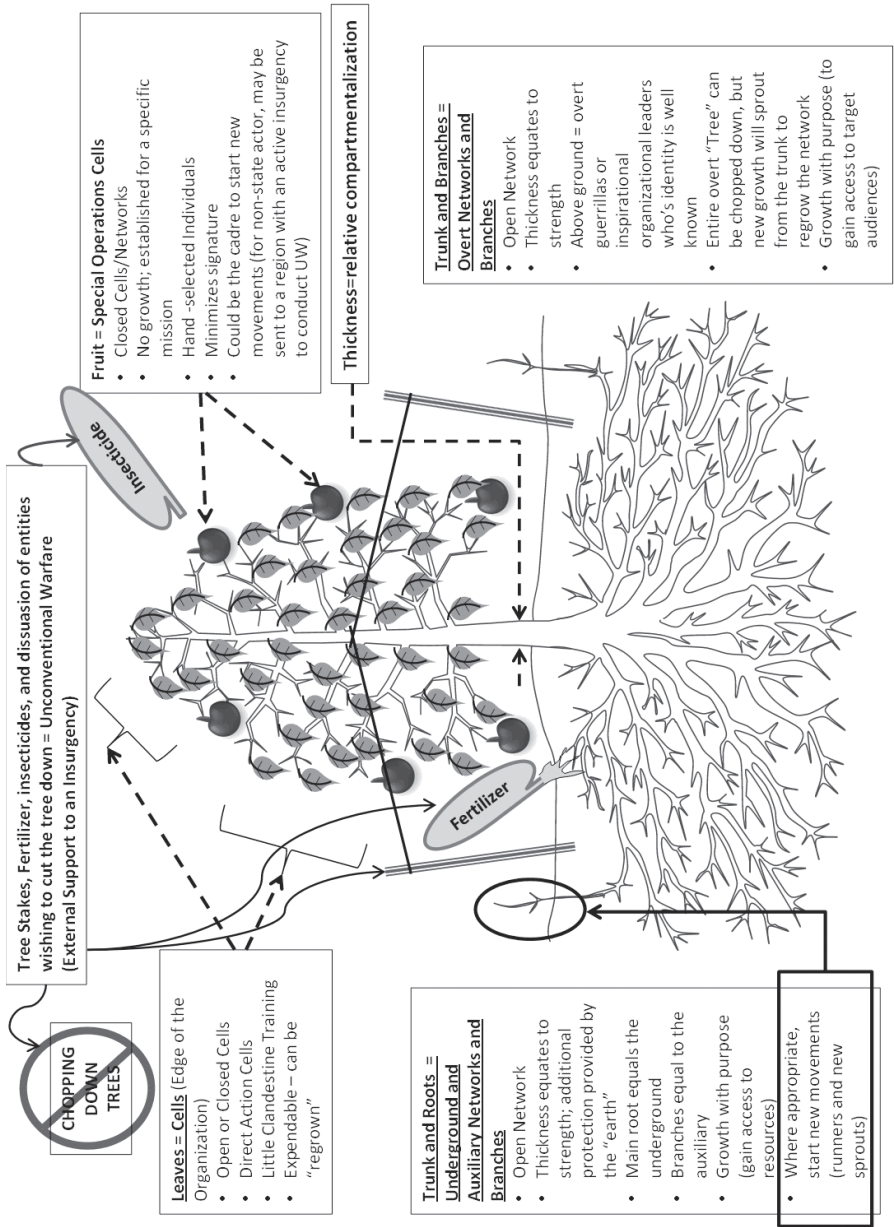 Tree Stakes, Fertilizer, insecticides, and dissuasion of entities
wishing to cut the tree down = Unconventional Warfare
(External Support to an Insurgency)
CHOPPING
DOWN
TREES
Insecticide
Fruit = Special Operations Cells
• Closed Cells/Networks
• No growth; established for a specific
mission
• Hand -selected Individuals
• Minimizes signature
• Could be the cadre to start new
movements (for non-state actor, may be
sent to a region with an active insurgency
to conduct UW)
Leaves = Cells (Edge of the
Organization)
• Open or Closed Cells
• Direct Action Cells
• Little Clandestine Training
• Expendable – can be
"regrown"
Thickness=relative compartmentalization
Fertilizer
Trunk and Roots =
Underground and
Auxiliary Networks and
Branches
• Open Network
• Thickness equates to
strength; additional
protection provided by
the "earth"
• Main root equals the
underground
• Branches equal to the
auxiliary
• Growth with purpose
(gain access to
resources)
• Where appropriate,
start new movements
(runners and new
sprouts)
Trunk and Branches =
Overt Networks and
Branches
• Open Network
• Thickness equates to
strength
• Above ground = overt
guerrillas or
inspirational
organizational leaders
who's identity is well
known
• Entire overt "Tree" can
be chopped down, but
new growth will sprout
from the trunk to
regrow the network
• Growth with purpose (to
gain access to target
audiences)